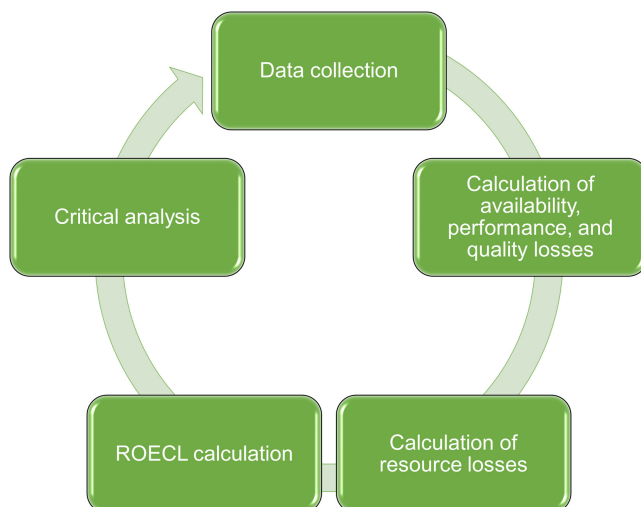 Data collection
Calculation of
availability,
performance, and
quality losses
Calculation of
resource losses
ROECL calculation
Critical analysis